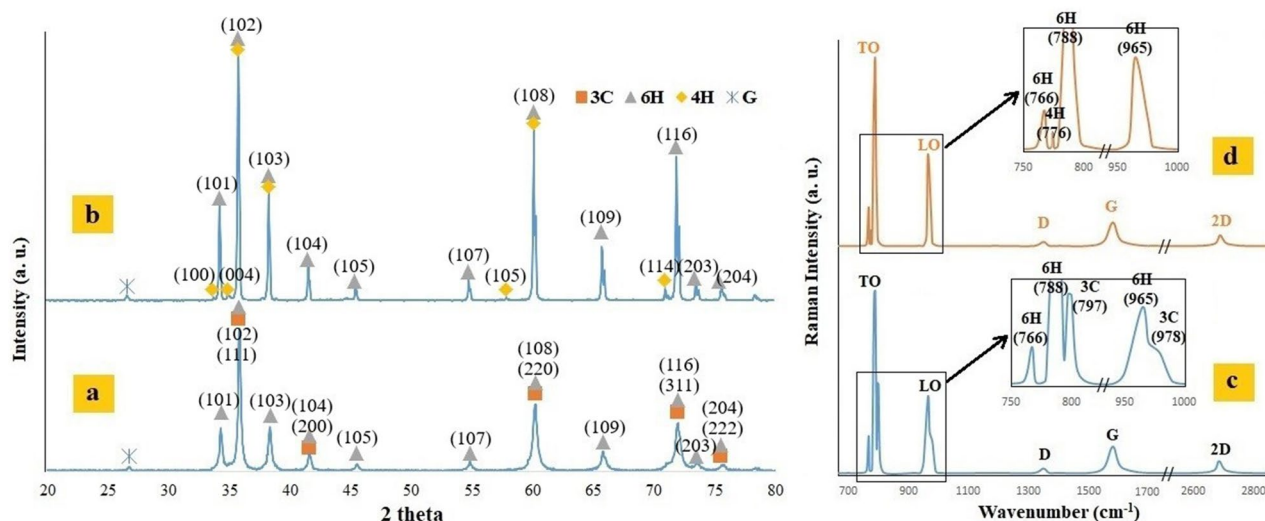 (102)
3C 6H 4H G
(108)
(116)
(103)
(101)
(109)
(104)
(107)
(105)
(100)
(004)
(105)
(114)
(203)
(204)
b
(102)
(111)
(108)
(220)
(116)
(311)
(101)
(103)
(104)
(200)
(204)
(222)
(105)
(107)
(109)
(203)
a
Intensity (a. u.)
20 25 30 35 40 45 50 55 60 65 70 75 80
2 theta
TO
LO
6H
(766)
4H
(776)
6H
(788)
6H
(965)
750 800 950 1000
d
D
G
2D
TO
LO
6H
(766)
6H
(788)
3C
(797)
6H
(965)
3C
(978)
750 800 950 1000
c
D
G
2D
Raman Intensity (a. u.)
700 900 1100 1300 1500 1700 2600 2800
Wavenumber (cm⁻¹)